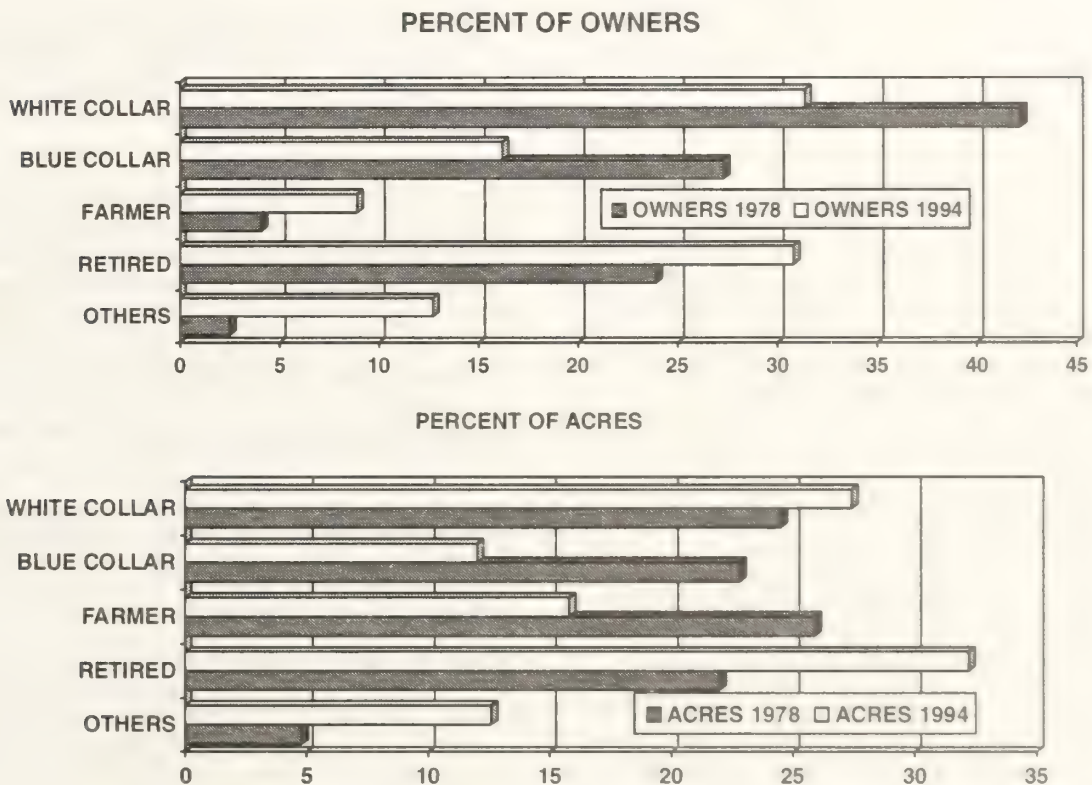 PERCENT OF OWNERS
WHITE COLLAR
BLUE COLLAR
FARMER
RETIRED
OTHERS
OWNERS 1978 OWNERS 1994
0 5 10 15 20 25 30 35 40 45
PERCENT OF ACRES
WHITE COLLAR
BLUE COLLAR
FARMER
RETIRED
OTHERS
ACRES 1978 ACRES 1994
0 5 10 15 20 25 30 35